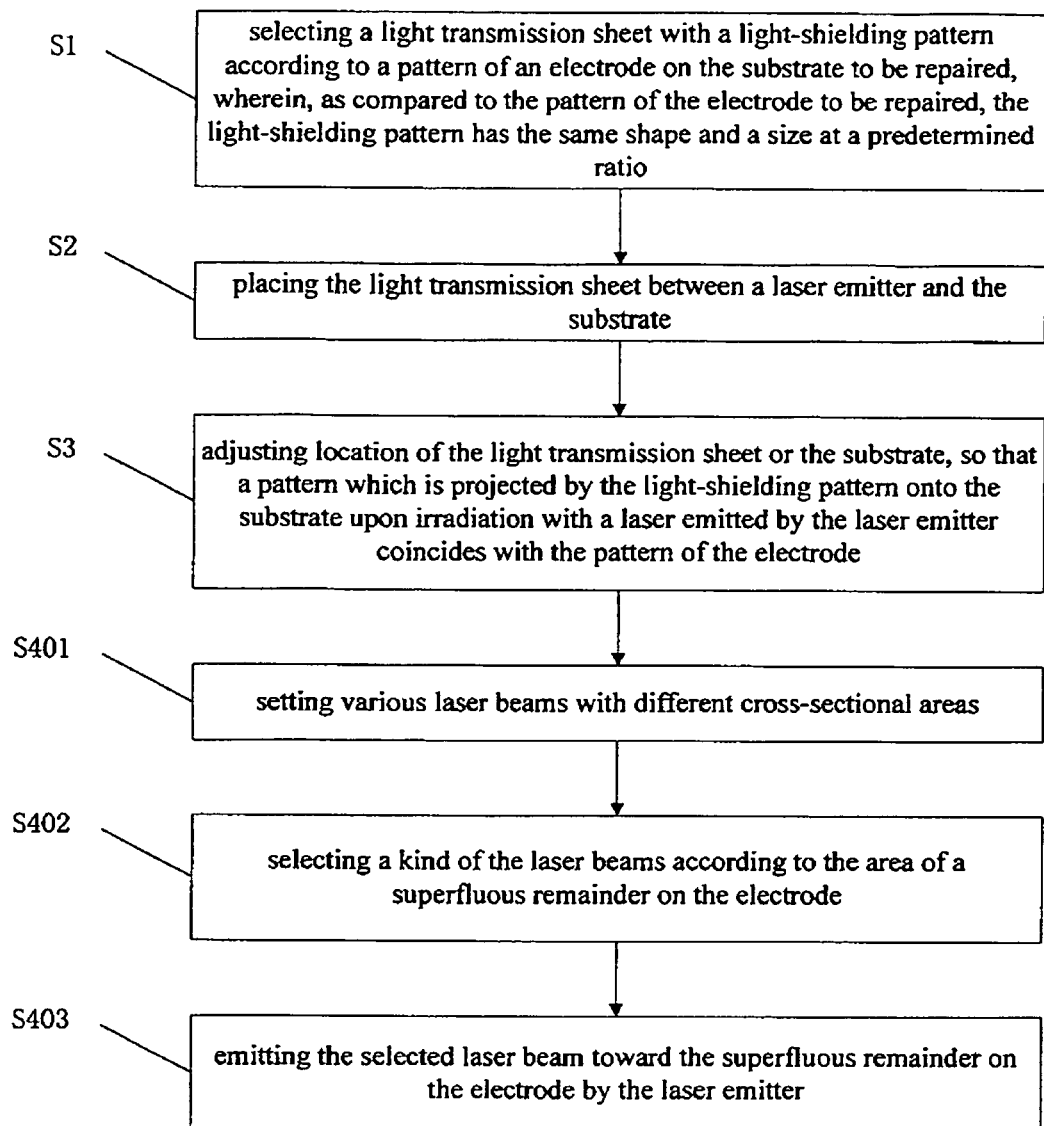 S1
selecting a light transmission sheet with a light-shielding pattern
according to a pattern of an electrode on the substrate to be repaired,
wherein, as compared to the pattern of the electrode to be repaired, the
light-shielding pattern has the same shape and a size at a predetermined
ratio
S2
placing the light transmission sheet between a laser emitter and the
substrate
S3
adjusting location of the light transmission sheet or the substrate, so that
a pattern which is projected by the light-shielding pattern onto the
substrate upon irradiation with a laser emitted by the laser emitter
coincides with the pattern of the electrode
S401
setting various laser beams with different cross-sectional areas
S402
selecting a kind of the laser beams according to the area of a
superfluous remainder on the electrode
S403
emitting the selected laser beam toward the superfluous remainder on
the electrode by the laser emitter